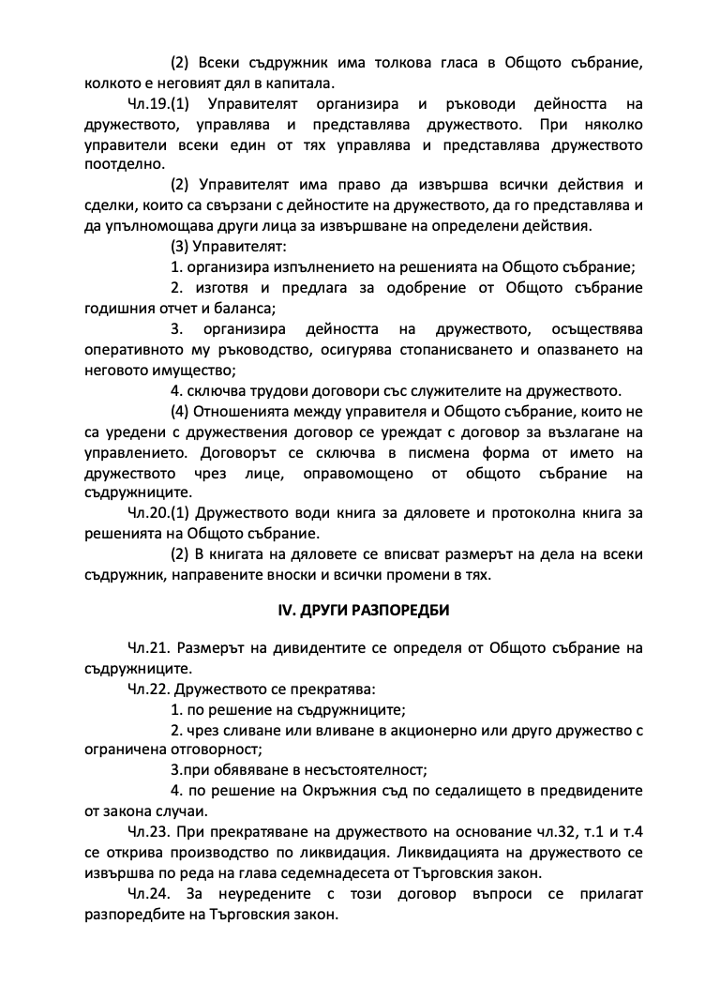 (2) Всеки съдружник има толкова гласа в Общото събрание,
колкото е неговият дял в капитала.
Чл.19.(1) Управителят организира и ръководи дейността на
дружеството, управлява и представлява дружеството. При няколко
управители всеки един от тях управлява и представлява дружеството
поотделно.
(2) Управителят има право да извършва всички действия и
сделки, които са свързани с дейностите на дружеството, да го представлява и
да упълномощава други лица за извършване на определени действия.
(3) Управителят:
1. организира изпълнението на решенията на Общото събрание;
2. изготвя и предлага за одобрение от Общото събрание
годишния отчет и баланса;
3. организира дейността на дружеството, осъществява
оперативното му ръководство, осигурява стопанисването и опазването на
неговото имущество;
4. сключва трудови договори със служителите на дружеството.
(4) Отношенията между управителя и Общото събрание, които не
са уредени с дружествения договор се уреждат с договор за възлагане на
управлението. Договорът се сключва в писмена форма от името на
дружеството чрез лице, оправомощено от общото събрание на
съдружниците.
Чл.20.(1) Дружеството води книга за дяловете и протоколна книга за
решенията на Общото събрание.
(2) В книгата на дяловете се вписват размерът на дела на всеки
съдружник, направените вноски и всички промени в тях.
IV. ДРУГИ РАЗПОРЕДБИ
Чл.21. Размерът на дивидентите се определя от Общото събрание на
съдружниците.
Чл.22. Дружеството се прекратява:
1. по решение на съдружниците;
2. чрез сливане или вливане в акционерно или друго дружество с
ограничена отговорност;
3.при обявяване в несъстоятелност;
4. по решение на Окръжния съд по седалището в предвидените
от закона случаи.
Чл.23. При прекратяване на дружеството на основание чл.32, т.1 и т.4
се открива производство по ликвидация. Ликвидацията на дружеството се
извършва по реда на глава седемнадесета от Търговския закон.
Чл.24. За неуредените с този договор въпроси се прилагат
разпоредбите на Търговския закон.